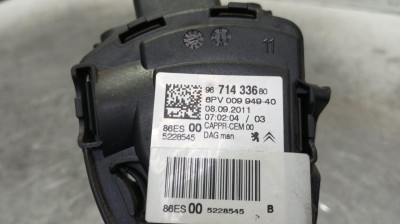 11
96 714 336 80
6PV 009 949-40
08.09.2011
07:02:04 / 03
86ES 00 CAPPR-CEM 00
5228545 DAG man
86ES 00 5228545 B